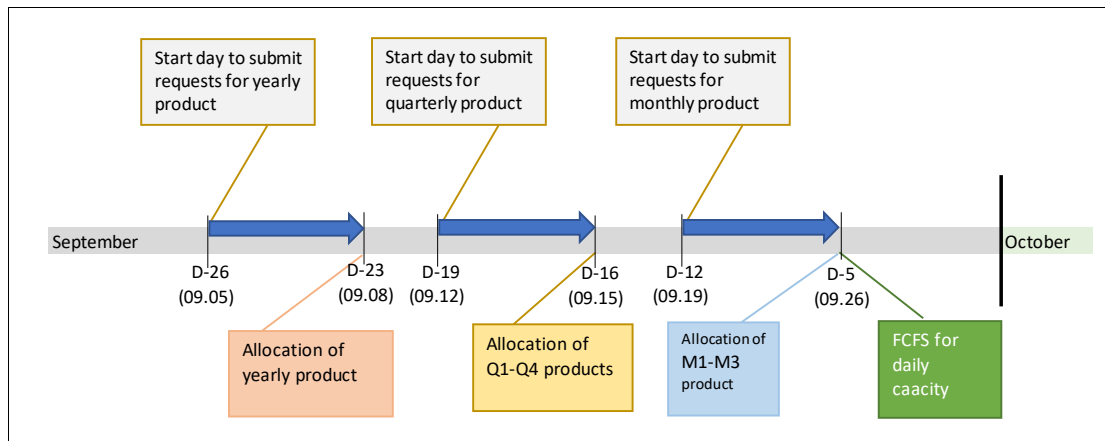 Start day to submit
requests for yearly
product
Start day to submit
requests for
quarterly product
Start day to submit
requests for
monthly product
September
October
D-26
(09.05)
D-23
(09.08)
D-19
(09.12)
D-16
(09.15)
D-12
(09.19)
D-5
(09.26)
Allocation of
yearly product
Allocation of
Q1-Q4 products
Allocation of
M1-M3
product
FCFS for
daily
caacity